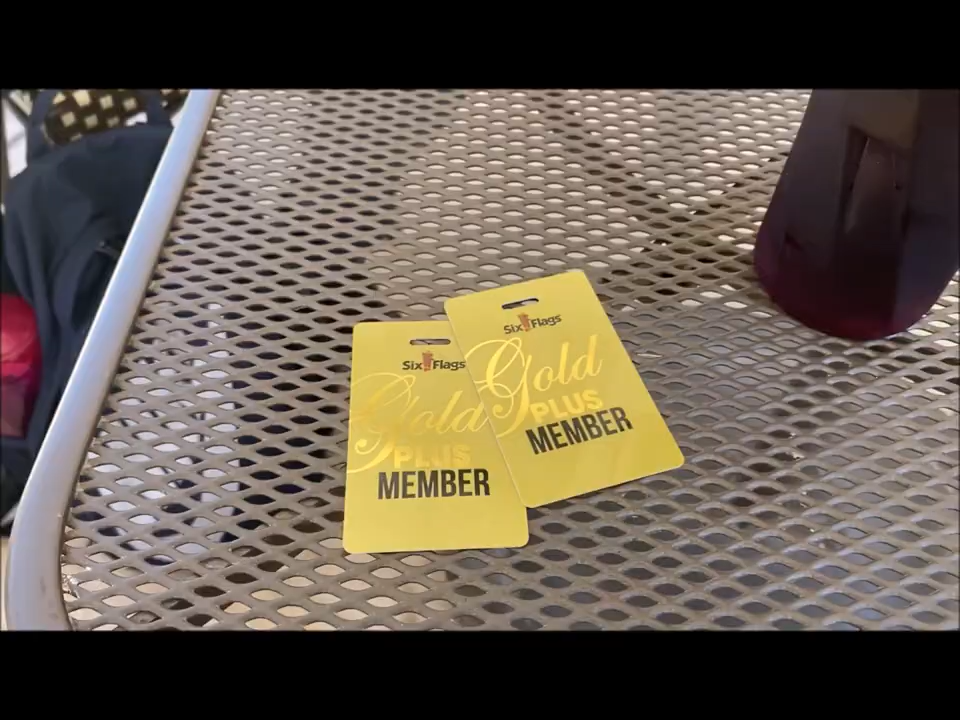 Six Flags
Gold
PLUS
MEMBER
Six Flags
Gold
PLUS
MEMBER